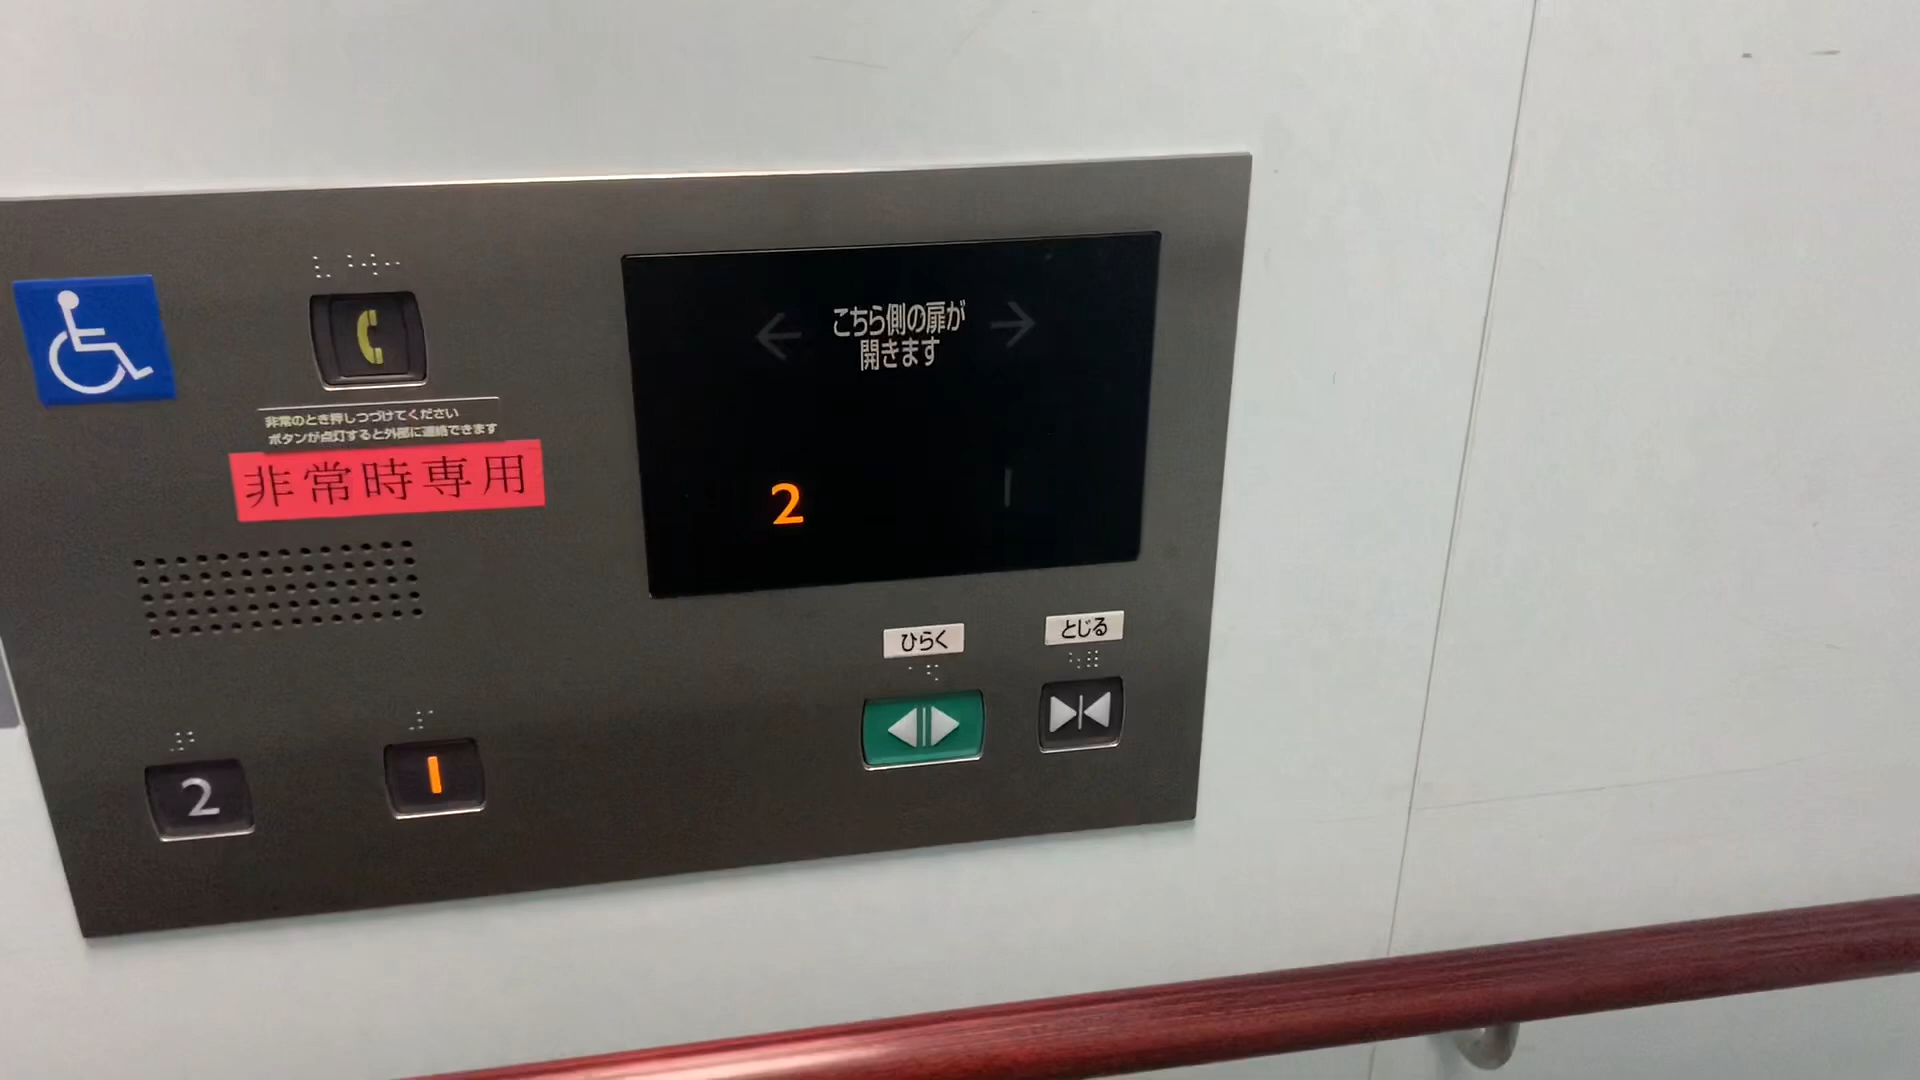 こちら側の扉が
開きます
非常のとき押しつづけてください
ボタンが点灯すると外部に連絡できます
非常時専用
2
1
ひらく
とじる
2
1